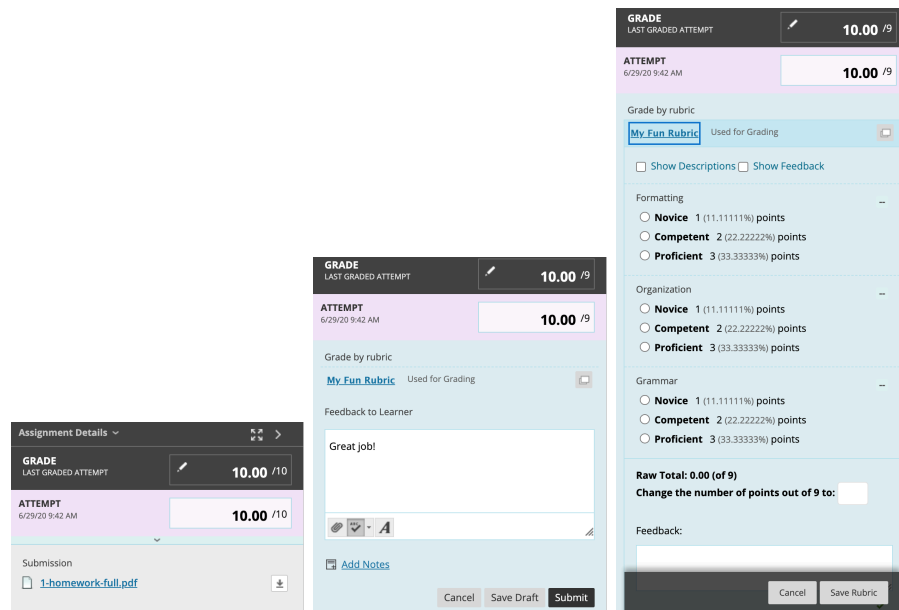 Assignment Details
GRADE
LAST GRADED ATTEMPT
10.00 /10
ATTEMPT
6/29/20 9:42 AM
10.00 /10
Submission
1-homework-full.pdf
GRADE
LAST GRADED ATTEMPT
10.00 /9
ATTEMPT
6/29/20 9:42 AM
10.00 /9
Grade by rubric
My Fun Rubric Used for Grading
Feedback to Learner
Great job!
A
Add Notes
Cancel Save Draft Submit
GRADE
LAST GRADED ATTEMPT
10.00 /9
ATTEMPT
6/29/20 9:42 AM
10.00 /9
Grade by rubric
My Fun Rubric Used for Grading
Show Descriptions Show Feedback
Formatting
Novice 1 (11.11111%) points
Competent 2 (22.22222%) points
Proficient 3 (33.33333%) points
Organization
Novice 1 (11.11111%) points
Competent 2 (22.22222%) points
Proficient 3 (33.33333%) points
Grammar
Novice 1 (11.11111%) points
Competent 2 (22.22222%) points
Proficient 3 (33.33333%) points
Raw Total: 0.00 (of 9)
Change the number of points out of 9 to:
Feedback:
Cancel Save Rubric